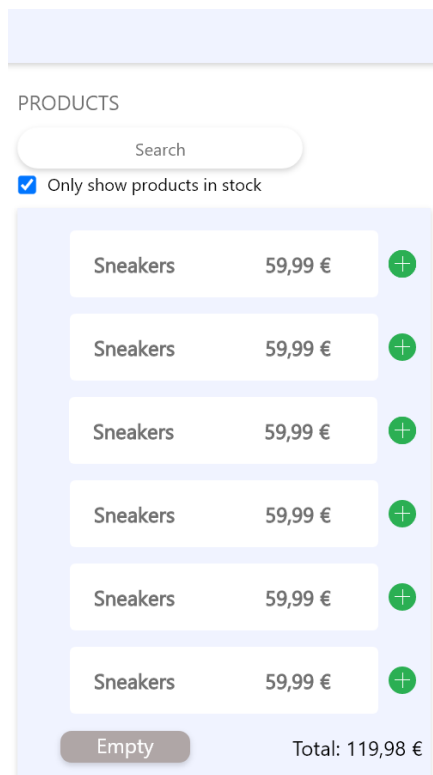 PRODUCTS
Search
Only show products in stock
Sneakers 59,99 €
Sneakers 59,99 €
Sneakers 59,99 €
Sneakers 59,99 €
Sneakers 59,99 €
Sneakers 59,99 €
Empty Total: 119,98 €